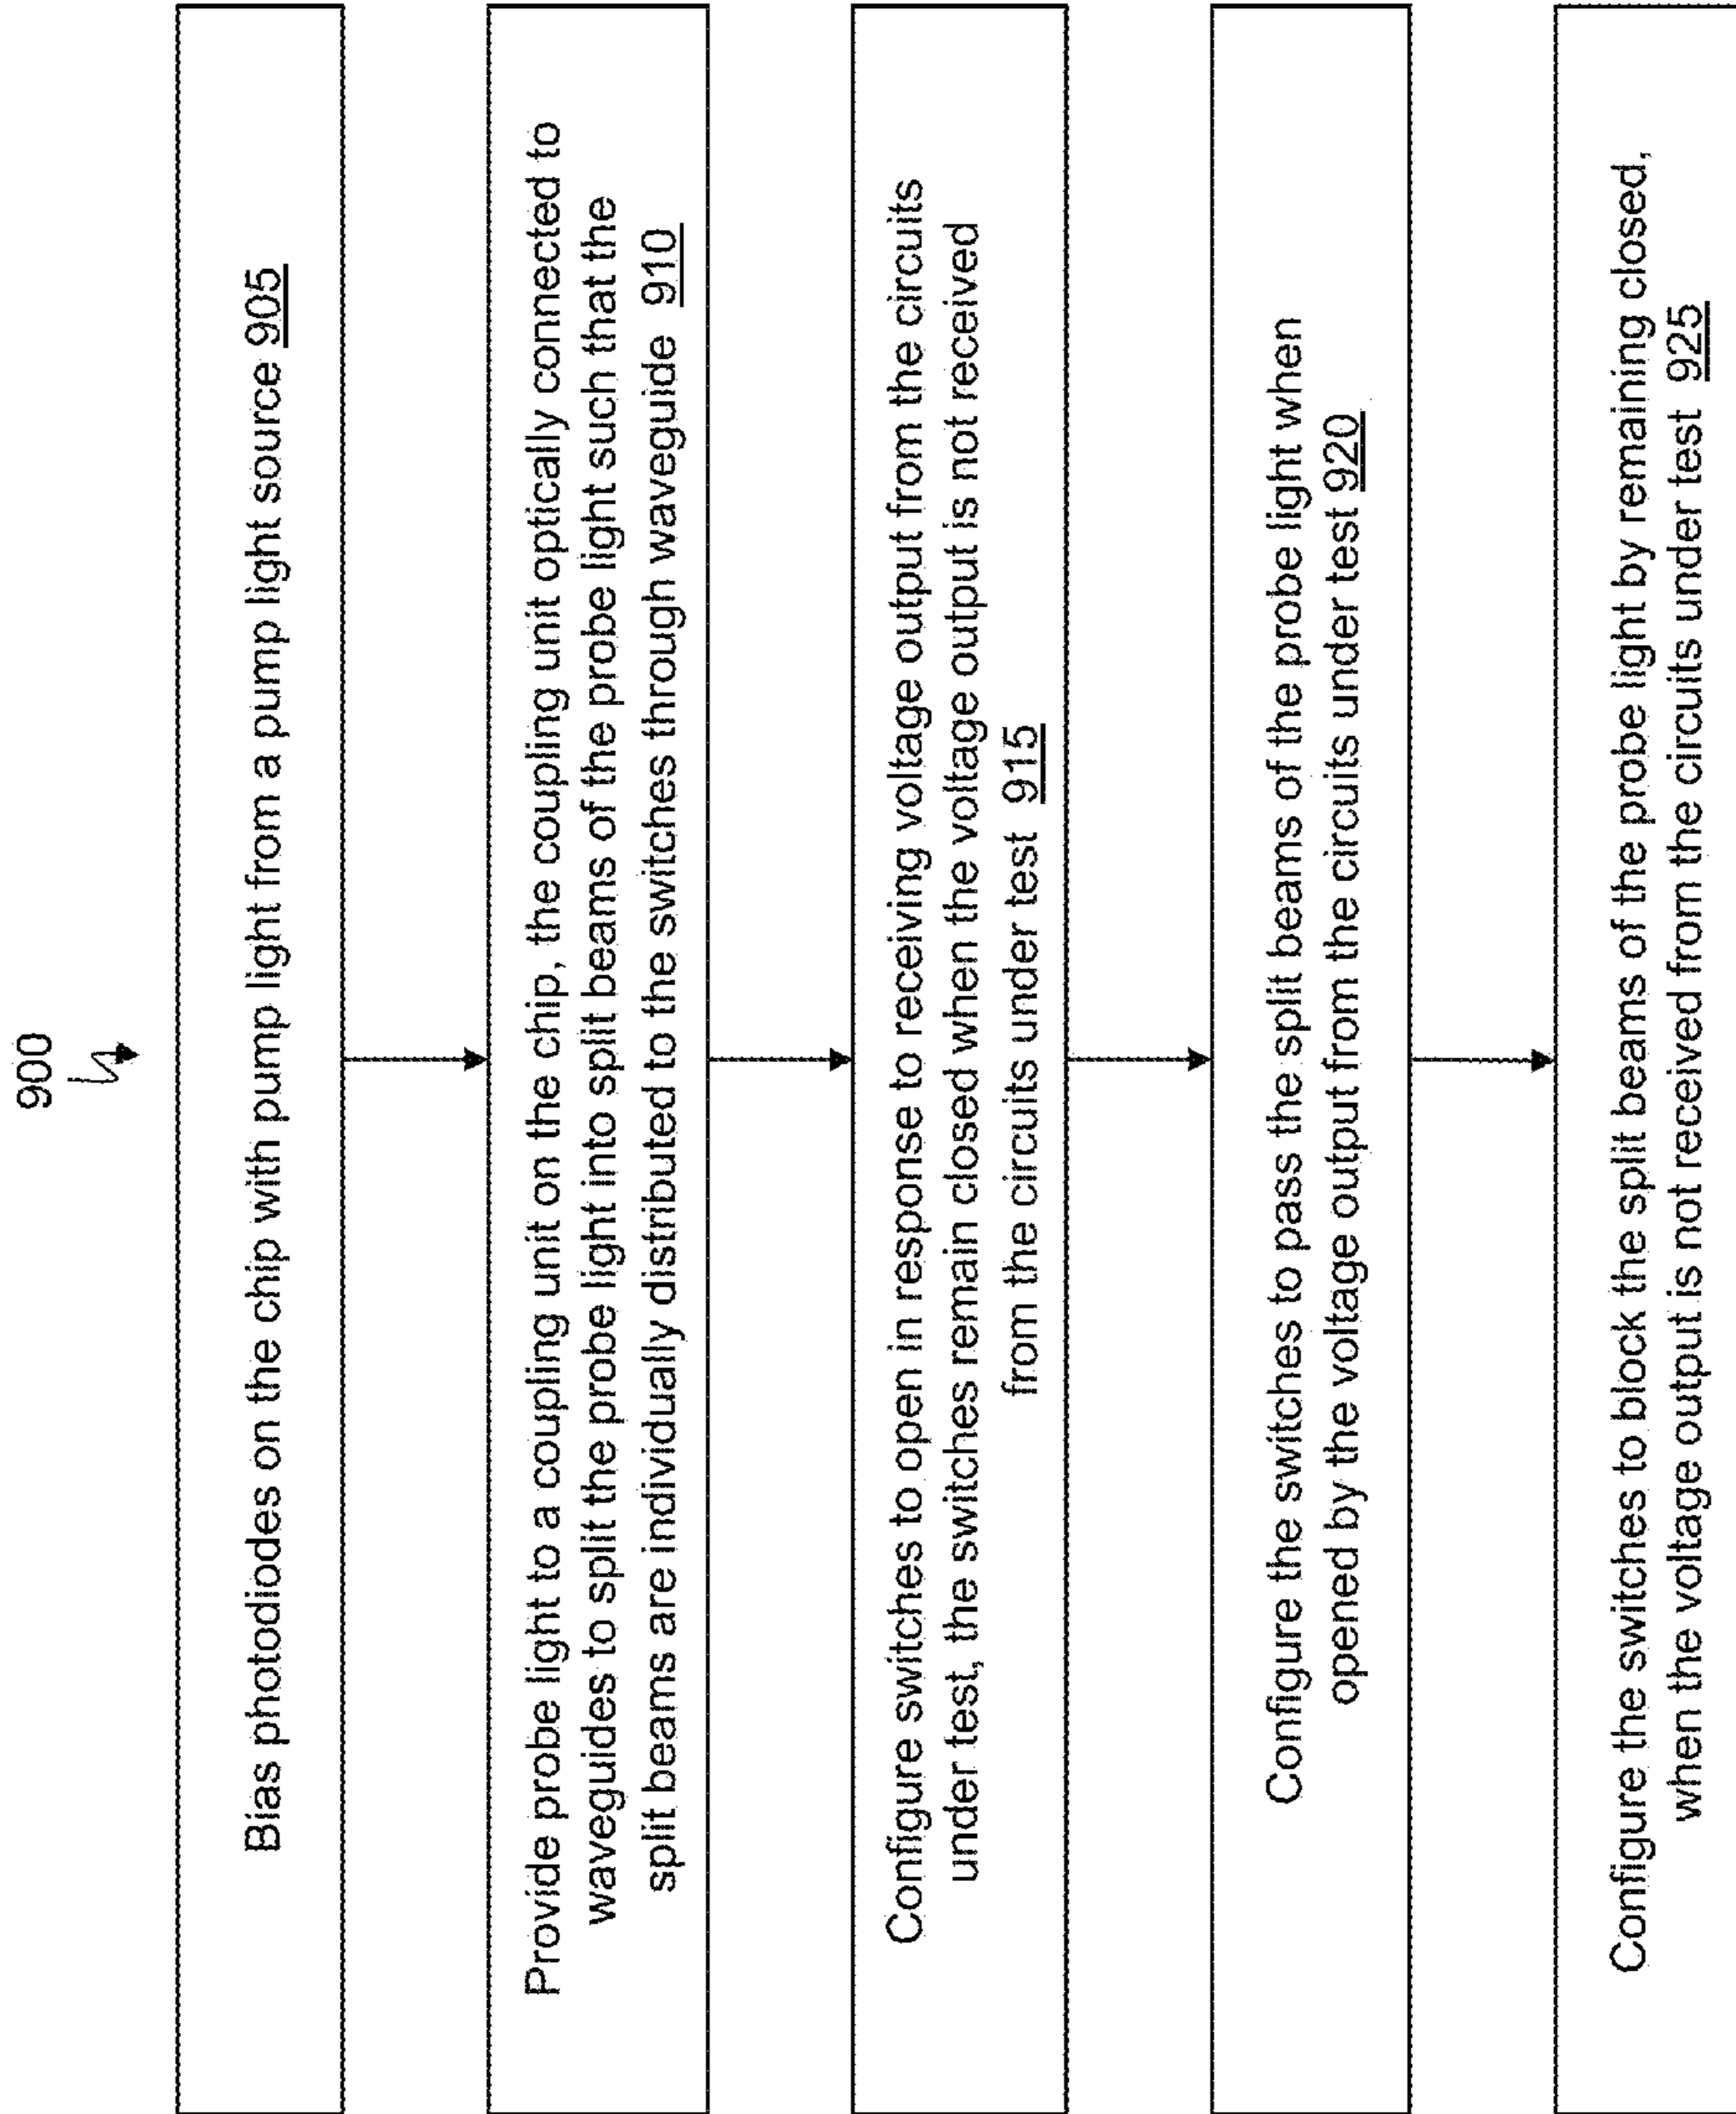 900
Bias photodiodes on the chip with pump light from a pump light source 905
Provide probe light to a coupling unit on the chip, the coupling unit optically connected to
waveguides to split the probe light into split beams of the probe light such that the
split beams are individually distributed to the switches through waveguide 910
Configure switches to open in response to receiving voltage output from the circuits
under test, the switches remain closed when the voltage output is not received
from the circuits under test 915
Configure the switches to pass the split beams of the probe light when
opened by the voltage output from the circuits under test 920
Configure the switches to block the split beams of the probe light by remaining closed,
when the voltage output is not received from the circuits under test 925